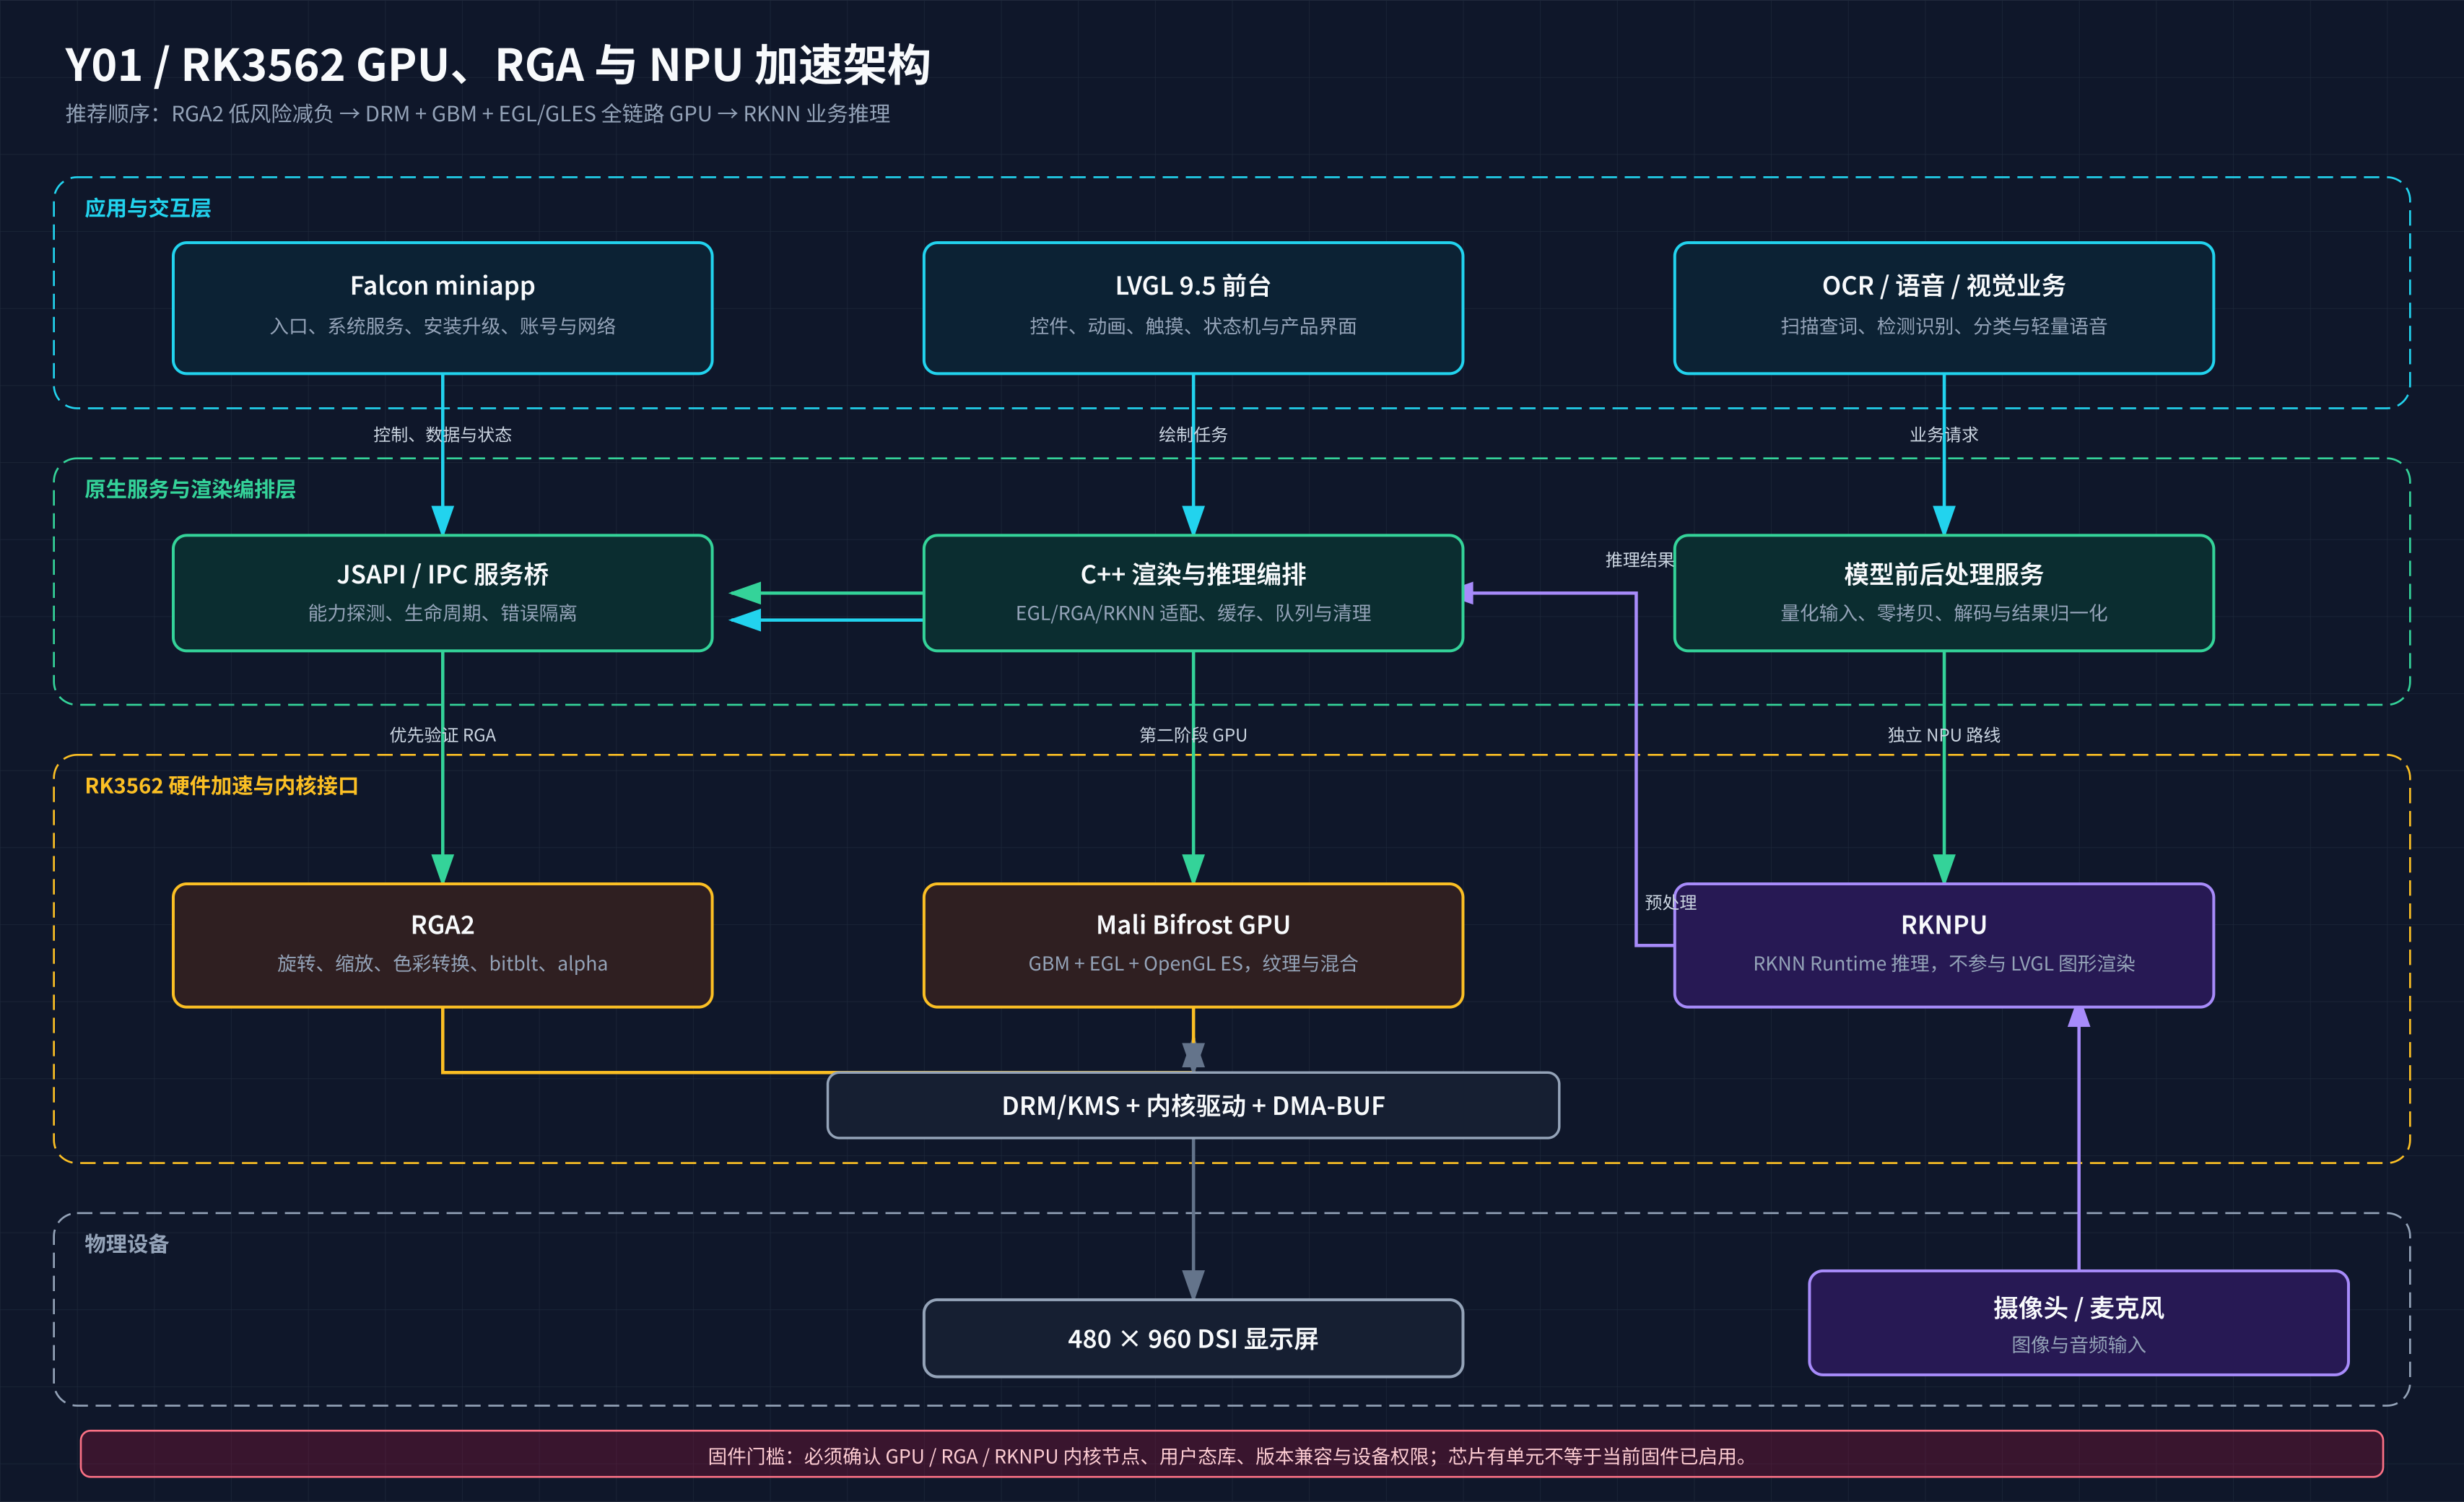 Y01 / RK3562 GPU、RGA 与 NPU 加速架构
推荐顺序：RGA2 低风险减负 → DRM + GBM + EGL/GLES 全链路 GPU → RKNN 业务推理
应用与交互层
Falcon miniapp
入口、系统服务、安装升级、账号与网络
LVGL 9.5 前台
控件、动画、触摸、状态机与产品界面
OCR / 语音 / 视觉业务
扫描查词、检测识别、分类与轻量语音
控制、数据与状态
绘制任务
业务请求
原生服务与渲染编排层
JSAPI / IPC 服务桥
能力探测、生命周期、错误隔离
C++ 渲染与推理编排
EGL/RGA/RKNN 适配、缓存、队列与清理
推理结果
模型前后处理服务
量化输入、零拷贝、解码与结果归一化
优先验证 RGA
第二阶段 GPU
独立 NPU 路线
RK3562 硬件加速与内核接口
RGA2
旋转、缩放、色彩转换、bitblt、alpha
Mali Bifrost GPU
GBM + EGL + OpenGL ES，纹理与混合
预处理
RKNPU
RKNN Runtime 推理，不参与 LVGL 图形渲染
DRM/KMS + 内核驱动 + DMA-BUF
物理设备
480 × 960 DSI 显示屏
摄像头 / 麦克风
图像与音频输入
固件门槛：必须确认 GPU / RGA / RKNPU 内核节点、用户态库、版本兼容与设备权限；芯片有单元不等于当前固件已启用。